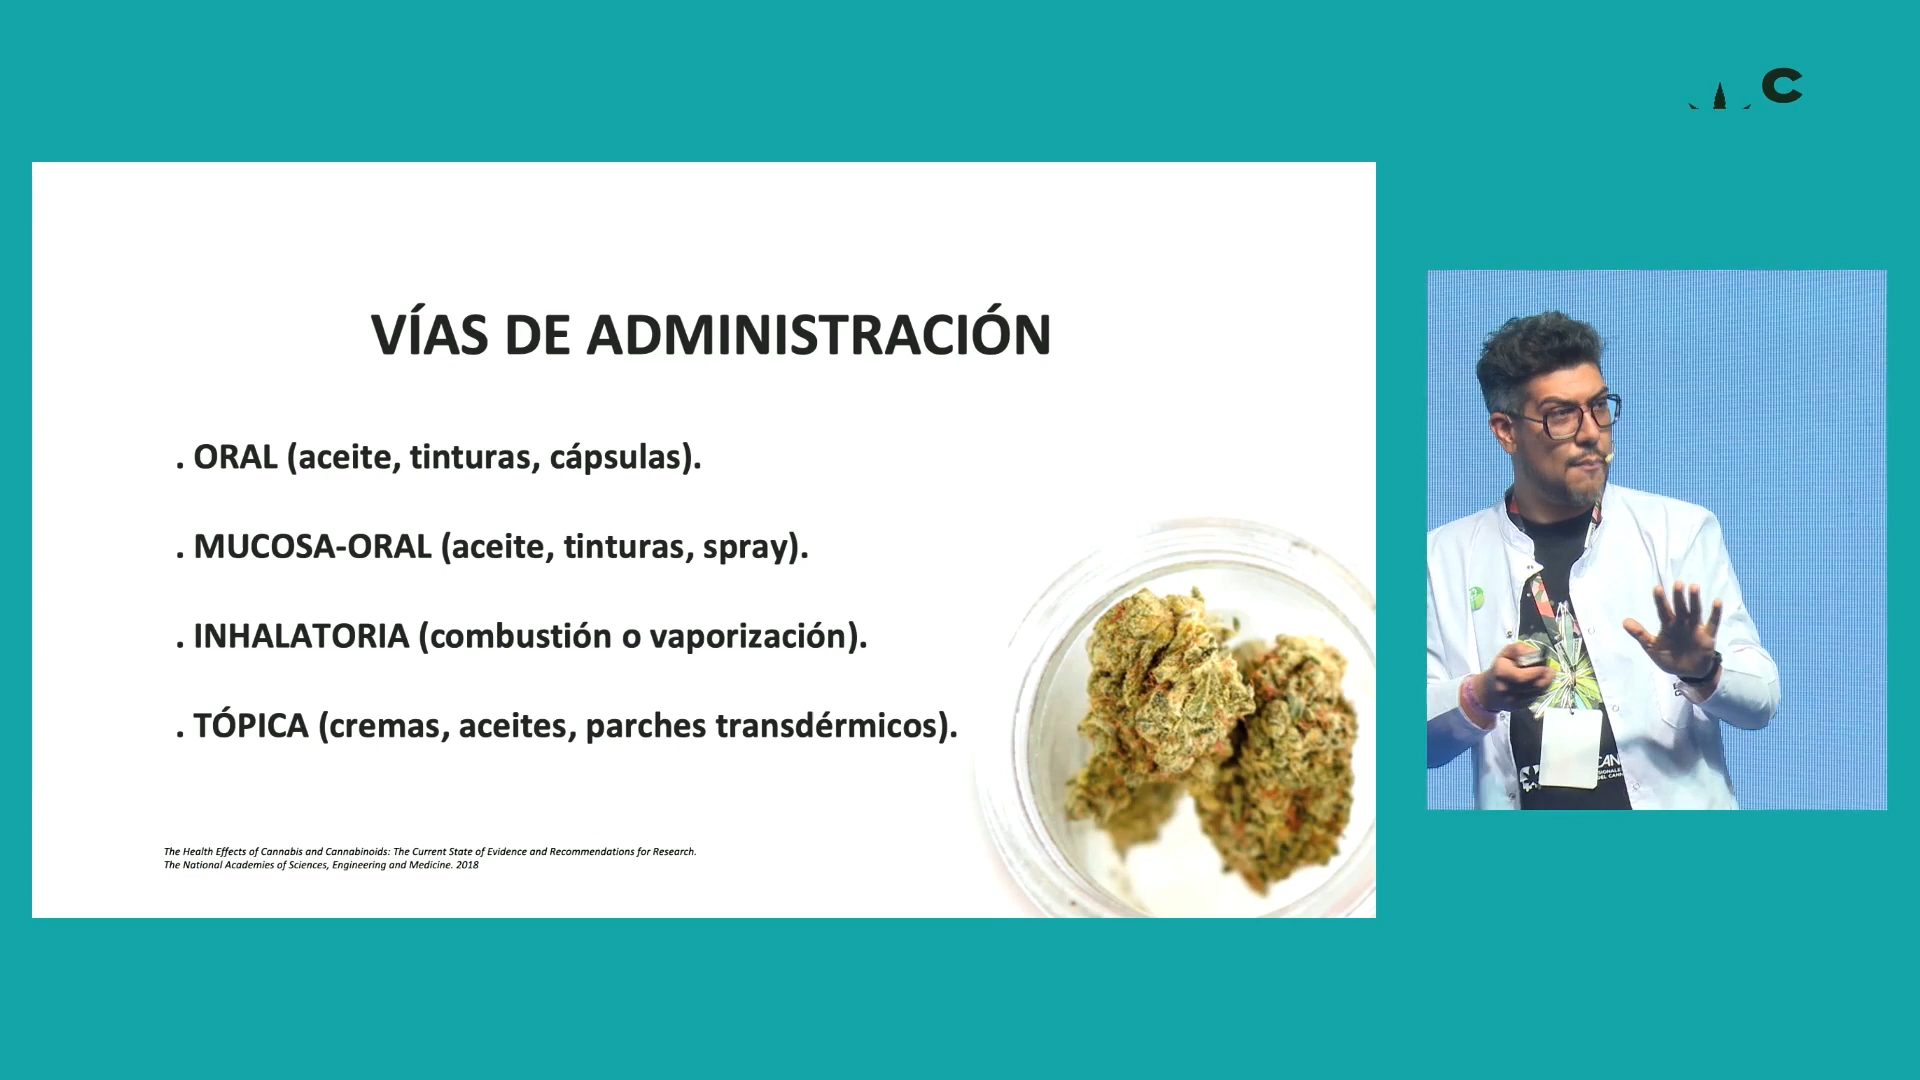 C
VÍAS DE ADMINISTRACIÓN
. ORAL (aceite, tinturas, cápsulas).
. MUCOSA-ORAL (aceite, tinturas, spray).
. INHALATORIA (combustión o vaporización).
. TÓPICA (cremas, aceites, parches transdérmicos).
The Health Effects of Cannabis and Cannabinoids: The Current State of Evidence and Recommendations for Research.
The National Academies of Sciences, Engineering and Medicine. 2018